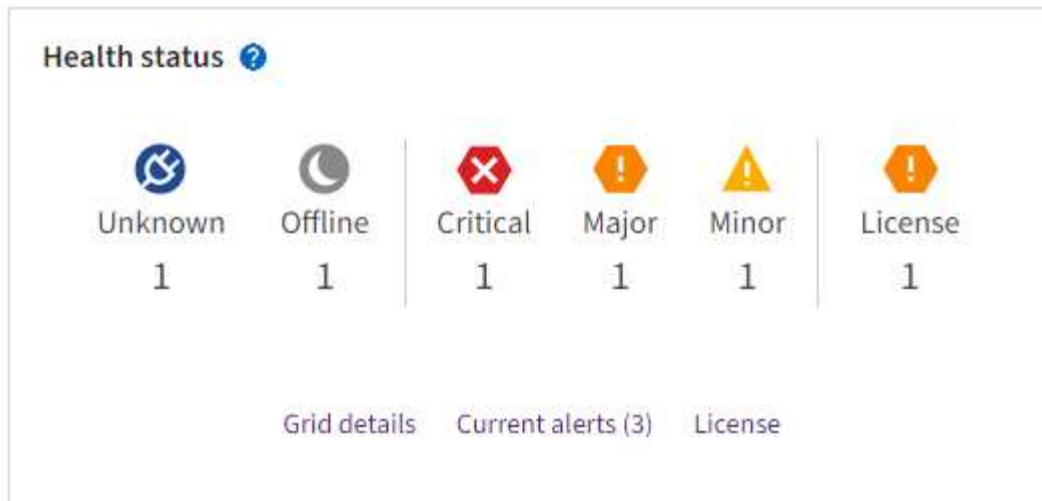 Health status ?
Unknown Offline Critical Major Minor License
1 1 1 1 1 1
Grid details Current alerts (3) License